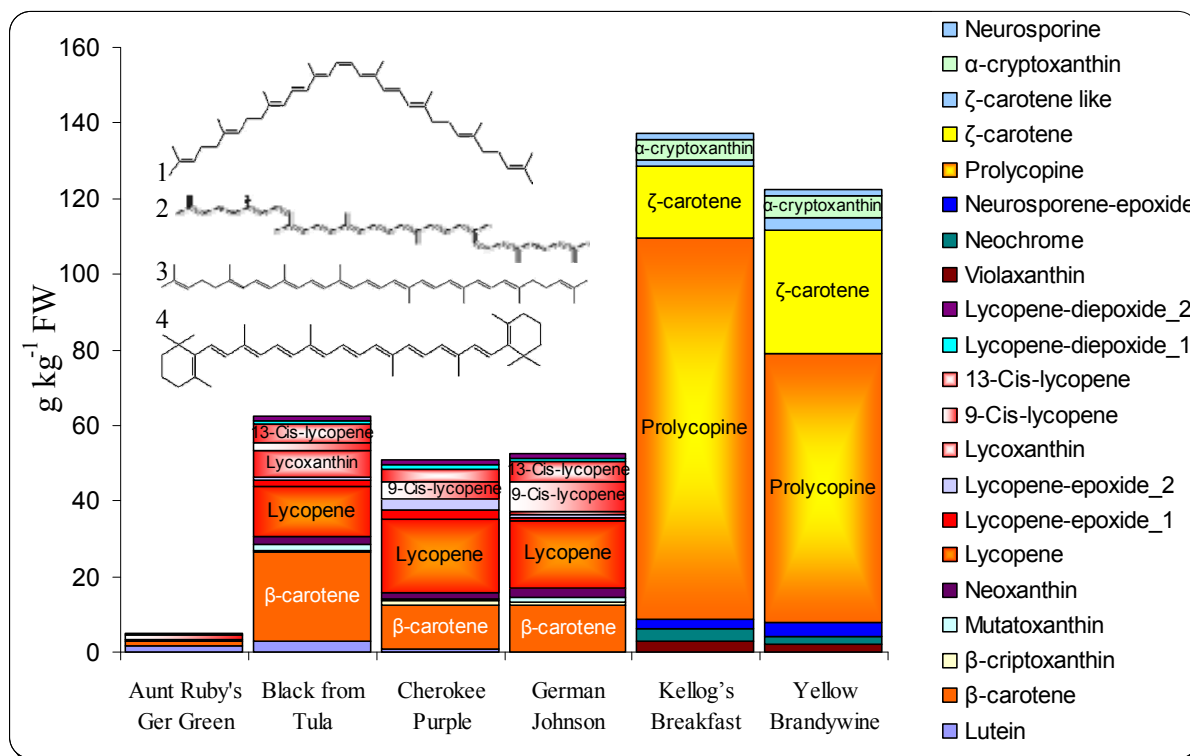 160
140
120
100
80
60
40
20
0
g kg-1 FW
1
2
3
4
13-Cis-lycopene
Lycoxanthin
Lycopene
β-carotene
9-Cis-lycopene
Lycopene
β-carotene
13-Cis-lycopene
9-Cis-lycopene
Lycopene
β-carotene
α-cryptoxanthin
ζ-carotene
Prolycopine
α-cryptoxanthin
ζ-carotene
Prolycopine
Aunt Ruby's
Ger Green
Black from
Tula
Cherokee
Purple
German
Johnson
Kellog's
Breakfast
Yellow
Brandywine
Neurosporine
α-cryptoxanthin
ζ-carotene like
ζ-carotene
Prolycopine
Neurosporene-epoxide
Neochrome
Violaxanthin
Lycopene-diepoxide_2
Lycopene-diepoxide_1
13-Cis-lycopene
9-Cis-lycopene
Lycoxanthin
Lycopene-epoxide_2
Lycopene-epoxide_1
Lycopene
Neoxanthin
Mutatoxanthin
β-criptoxanthin
β-carotene
Lutein